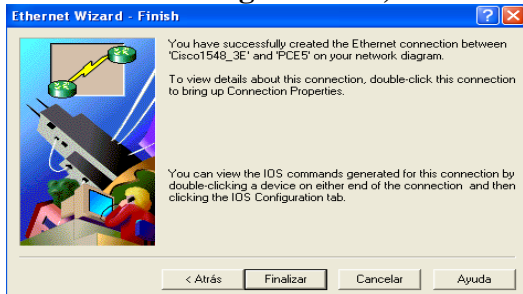 Ethernet Wizard - Finish
You have successfully created the Ethernet connection between
'Cisco1548_3E' and 'PCE5' on your network diagram.
To view details about this connection, double-click this connection
to bring up Connection Properties.
You can view the IOS commands generated for this connection by
double-clicking a device on either end of the connection and then
clicking the IOS Configuration tab.
< Atrás Finalizar Cancelar Ayuda